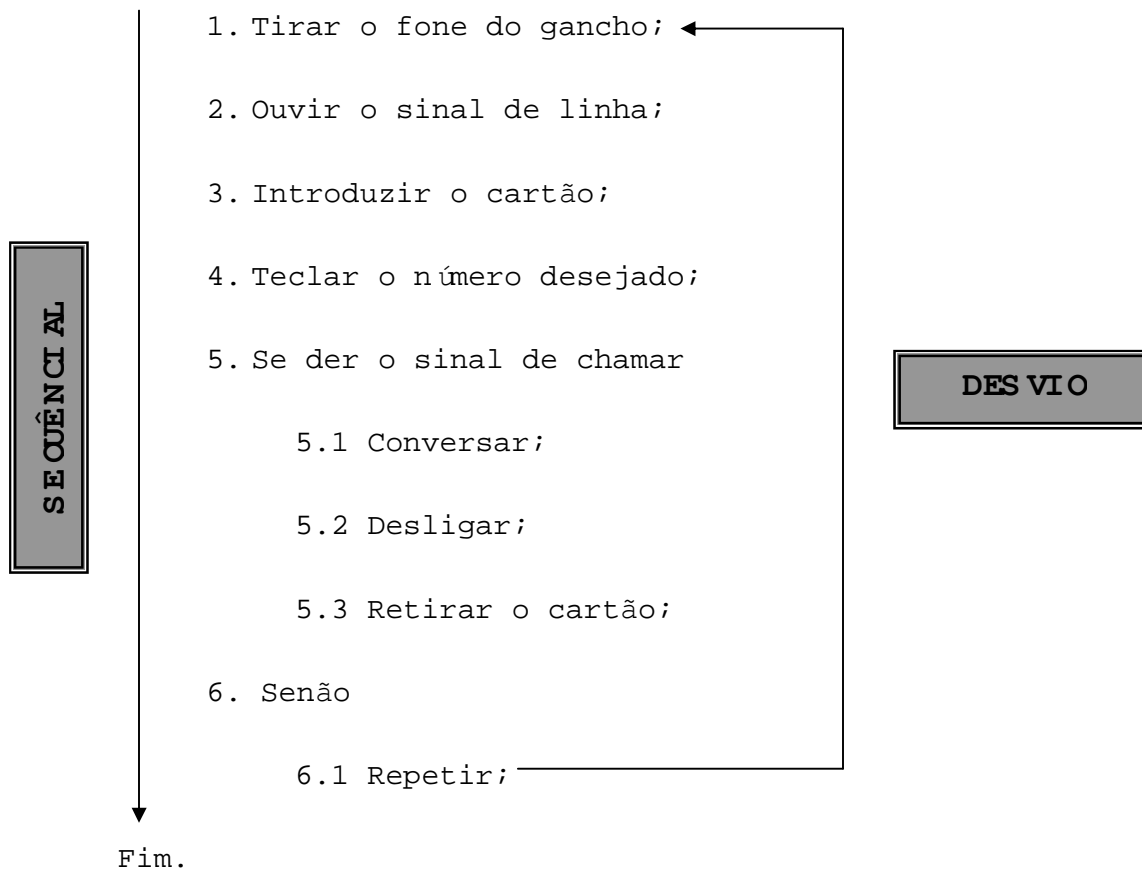 1. Tirar o fone do gancho;
2. Ouvir o sinal de linha;
3. Introduzir o cartão;
4. Teclar o número desejado;
5. Se der o sinal de chamar
5.1 Conversar;
5.2 Desligar;
5.3 Retirar o cartão;
6. Senão
6.1 Repetir;
Fim.
SEQUÊNCIAL
DESVIO